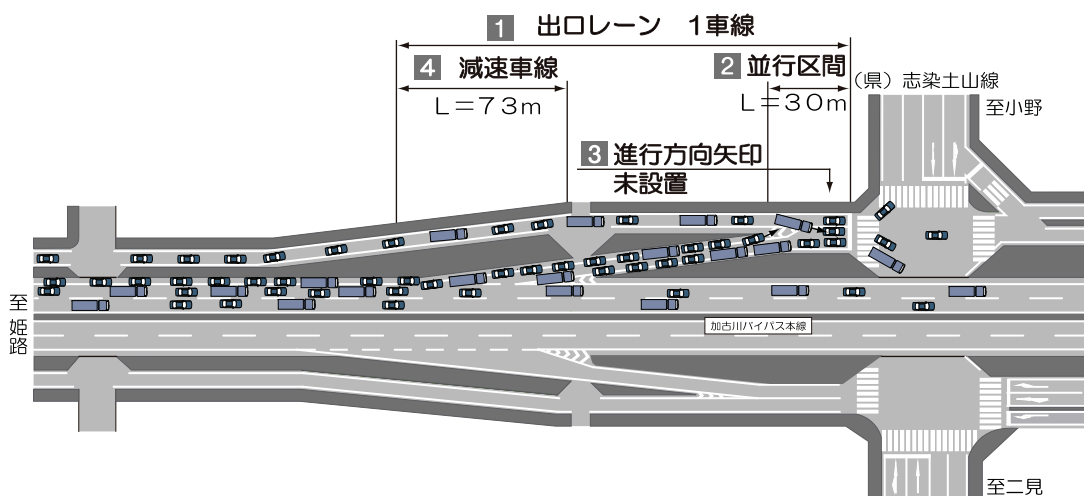 1 出口レーン 1車線
4 減速車線
L=73m
2 並行区間
L=30m
(県)志染土山線
至小野
3 進行方向矢印
未設置
至姫路
加古川バイパス本線
至二見